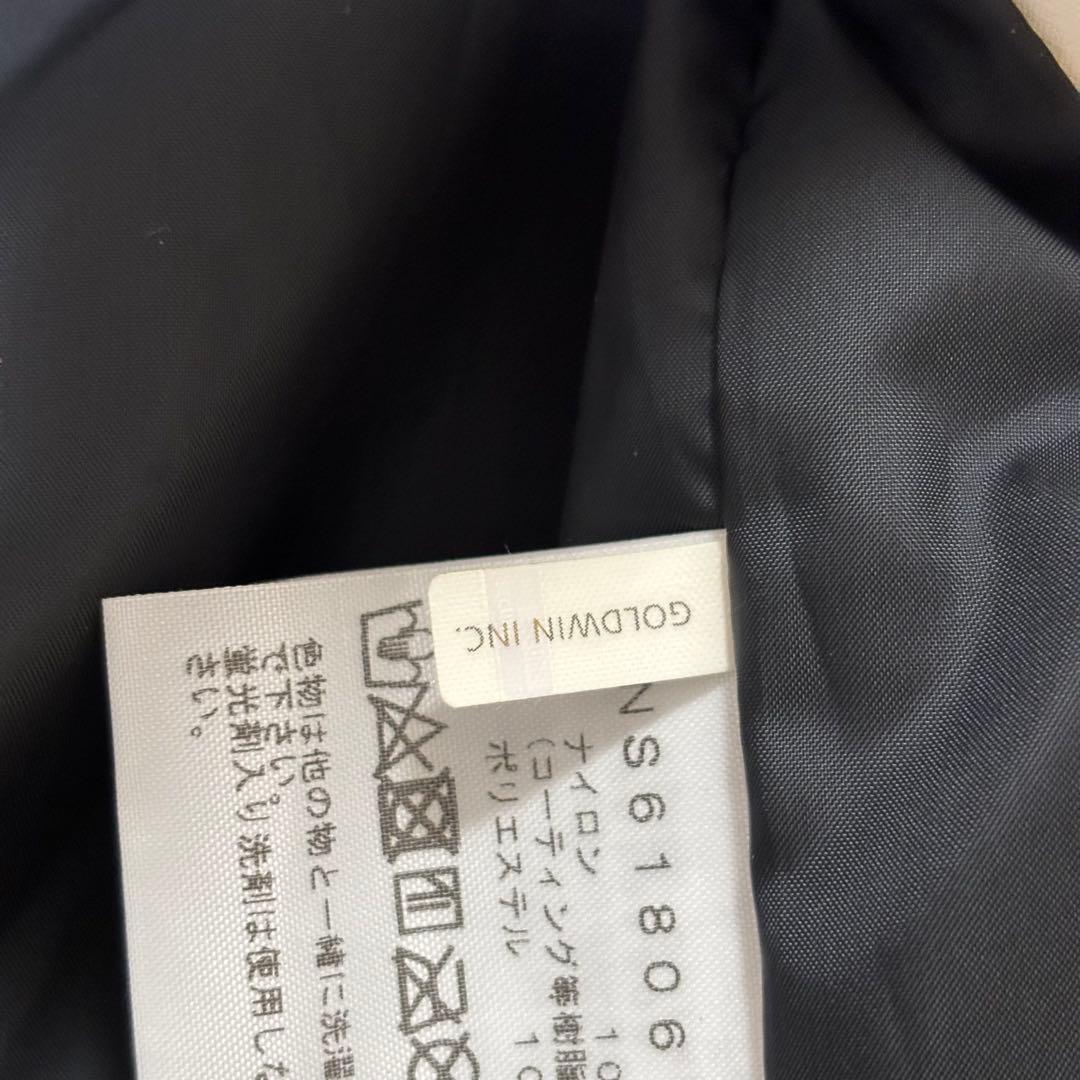 GOLDWIN INC.
NS61806
ナイロン 10
(コーティング等樹脂
ポリエステル 10
色物は他の物と一緒に洗濯
で下さい。
蛍光剤入り洗剤は使用しな
さい。